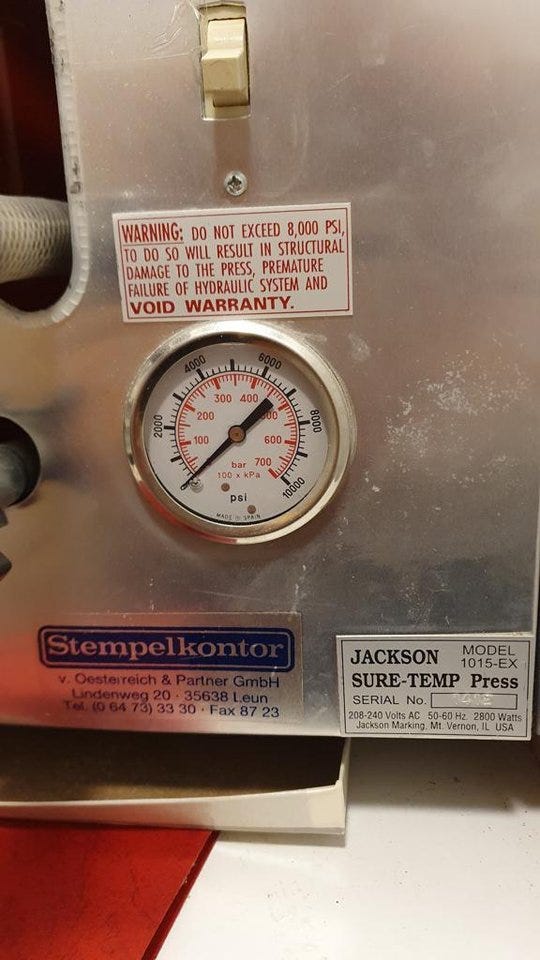 WARNING: DO NOT EXCEED 8,000 PSI,
TO DO SO WILL RESULT IN STRUCTURAL
DAMAGE TO THE PRESS, PREMATURE
FAILURE OF HYDRAULIC SYSTEM AND
VOID WARRANTY.
4000 6000
300 400
2000 200 8000
100 600
bar 700
100 x kPa
10000
psi
MADE IN SPAIN
Stempelkontor
v. Oesterreich & Partner GmbH
Lindenweg 20 · 35638 Leun
Tel. (0 64 73) 33 30 · Fax 87 23
JACKSON MODEL
1015-EX
SURE-TEMP Press
SERIAL No.
208-240 Volts AC 50-60 Hz. 2800 Watts
Jackson Marking, Mt. Vernon, IL USA